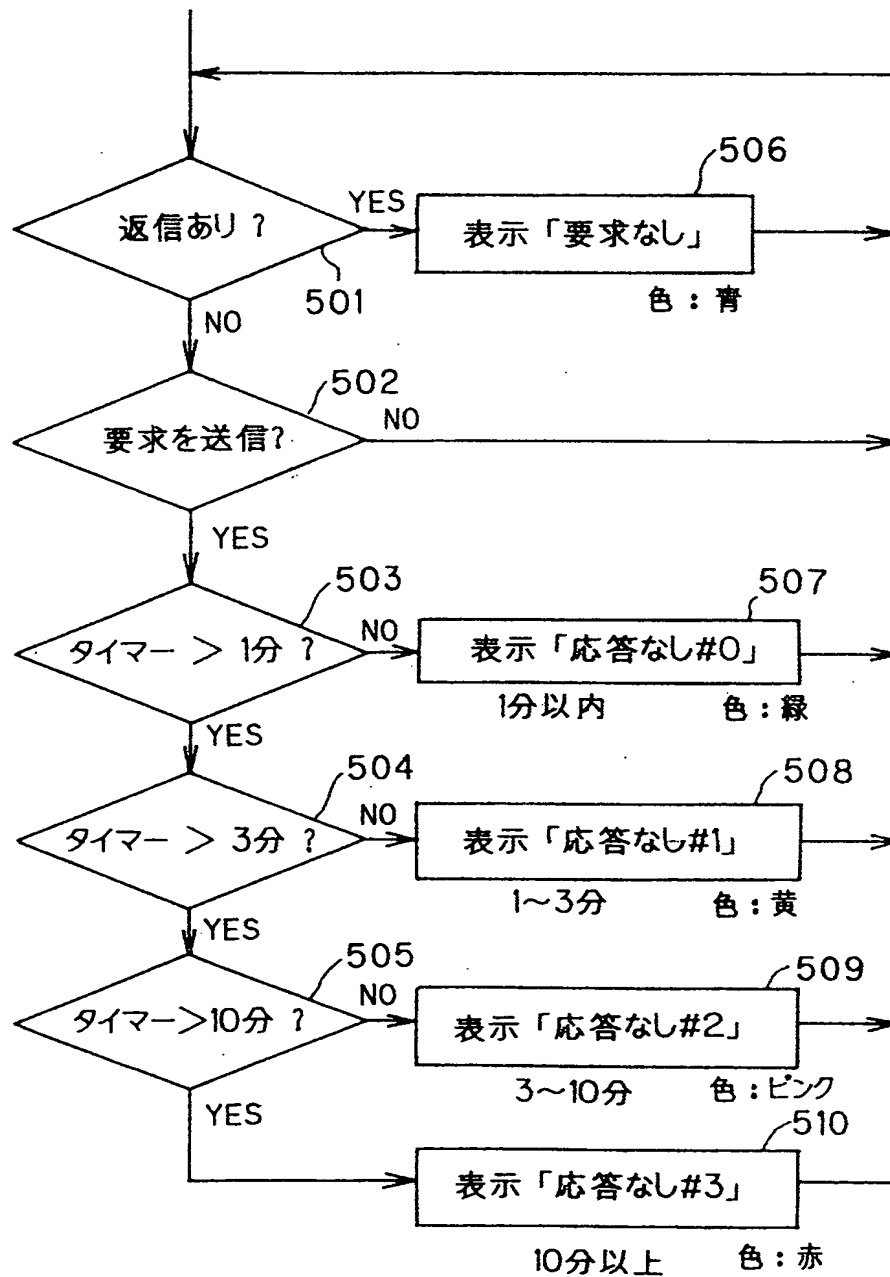 506
返信あり？
YES
表示「要求なし」
501
色：青
NO
502
要求を送信？
NO
YES
503
507
タイマー ＞ 1分 ？
NO
表示「応答なし#0」
1分以内
色：緑
YES
504
508
タイマー ＞ 3分 ？
NO
表示「応答なし#1」
1～3分
色：黄
YES
505
509
タイマー＞10分 ？
NO
表示「応答なし#2」
3～10分
色：ピンク
YES
510
表示「応答なし#3」
10分以上
色：赤